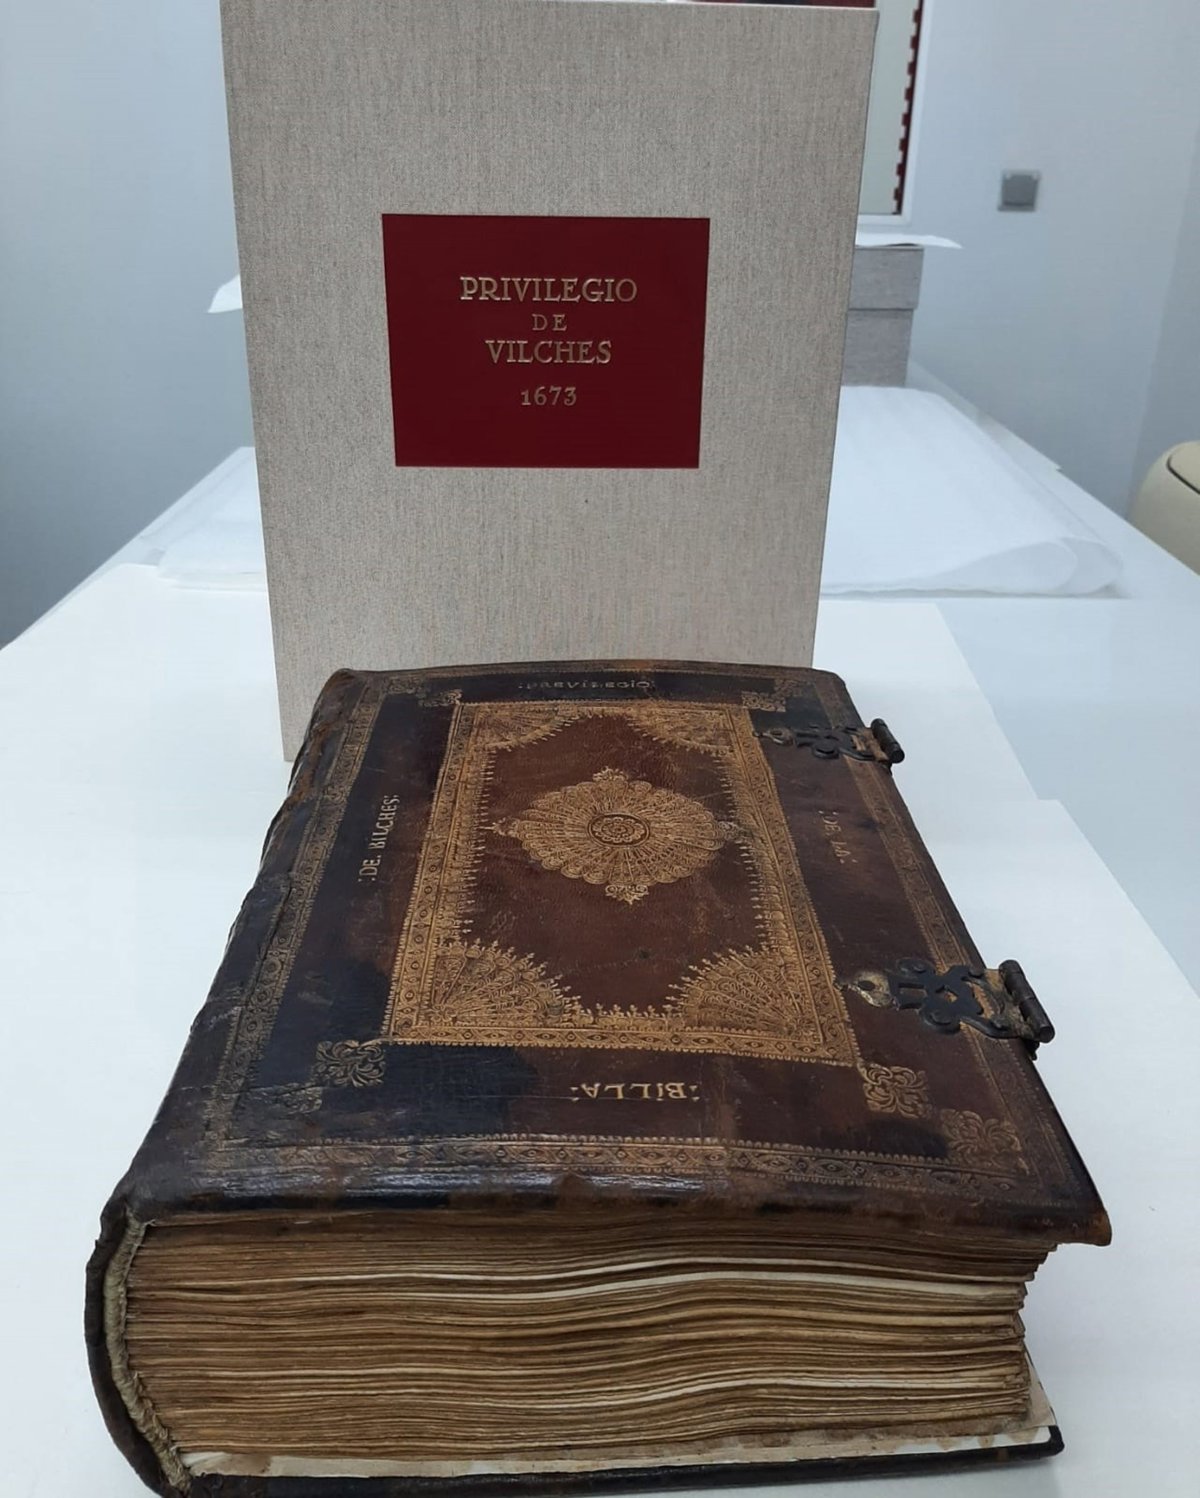 PRIVILEGIO
DE
VILCHES
1673
:PREVILEGIO:
:DE LA:
:BILLA:
:DE. BILCHES: